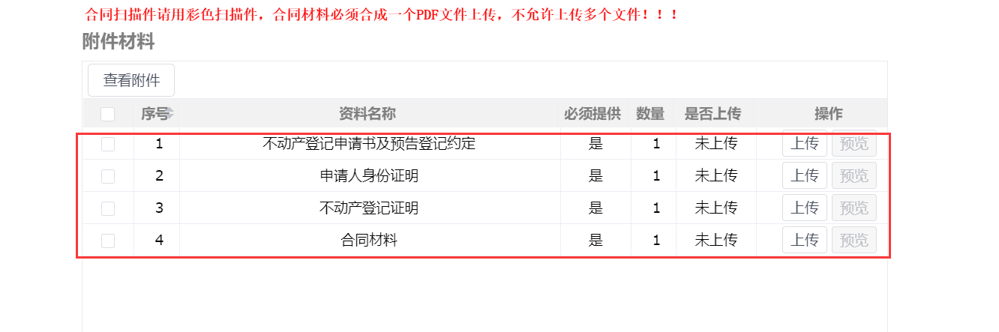 合同扫描件请用彩色扫描件，合同材料必须合成一个PDF文件上传，不允许上传多个文件！！！
附件材料
查看附件
序号 资料名称 必须提供 数量 是否上传 操作
1 不动产登记申请书及预告登记约定 是 1 未上传 上传 预览
2 申请人身份证明 是 1 未上传 上传 预览
3 不动产登记证明 是 1 未上传 上传 预览
4 合同材料 是 1 未上传 上传 预览